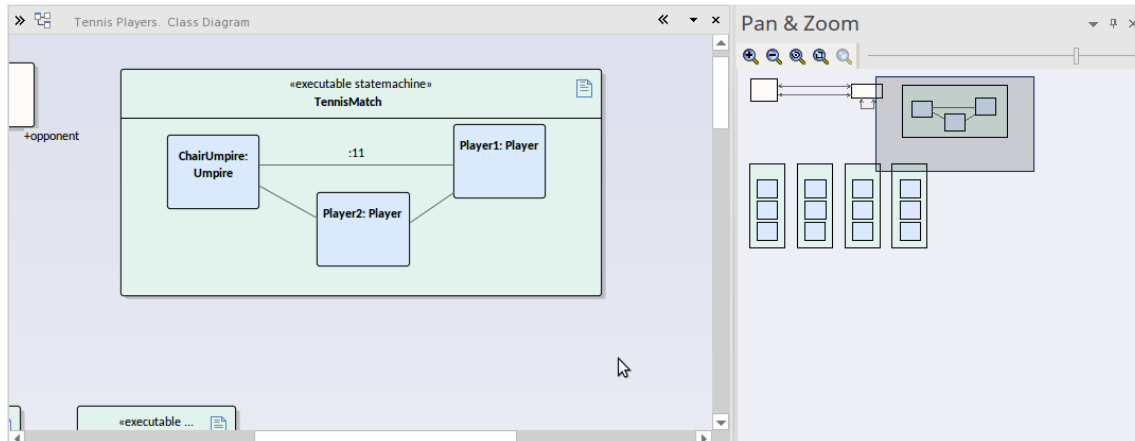 Tennis Players. Class Diagram
Pan & Zoom
+opponent
«executable statemachine»
TennisMatch
ChairUmpire:
Umpire
:11
Player1: Player
Player2: Player
«executable ...